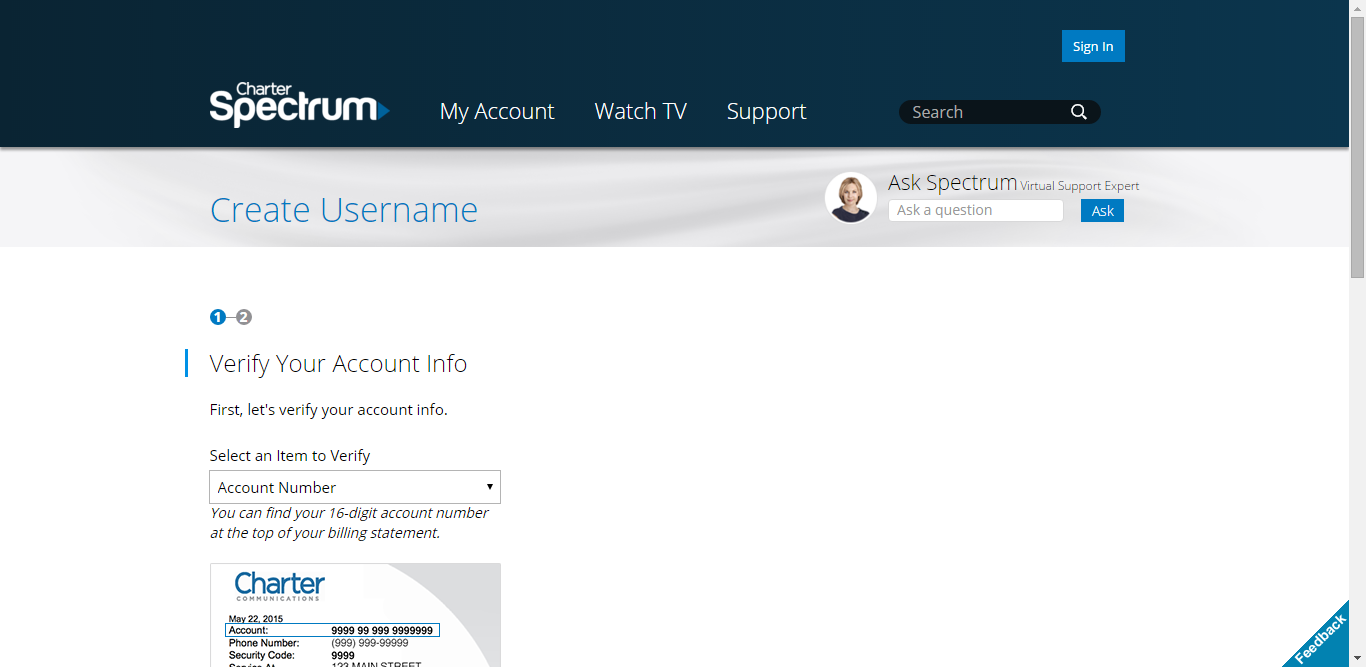 Sign In
Charter
Spectrum
My Account
Watch TV
Support
Search
Create Username
Ask Spectrum Virtual Support Expert
Ask a question
Ask
1 2
Verify Your Account Info
First, let's verify your account info.
Select an Item to Verify
Account Number
You can find your 16-digit account number
at the top of your billing statement.
Charter
COMMUNICATIONS
May 22, 2015
Account: 9999 99 999 9999999
Phone Number: (999) 999-99999
Security Code: 9999
Service At 123 MAIN STREET
Feedback